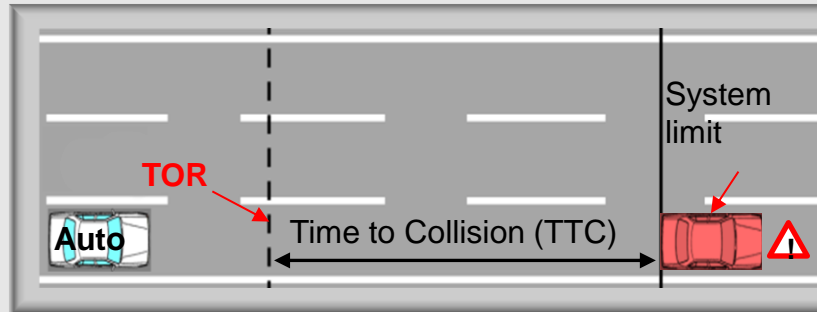 System
limit
TOR
Auto
Time to Collision (TTC)
!